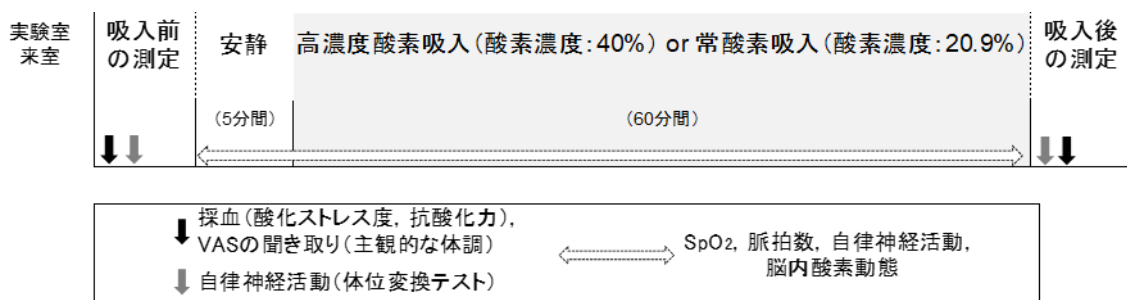 実験室
来室
吸入前
の測定
安静
高濃度酸素吸入(酸素濃度:40%) or 常酸素吸入(酸素濃度:20.9%)
吸入後
の測定
(5分間)
(60分間)
採血(酸化ストレス度, 抗酸化力),
VASの聞き取り(主観的な体調)
自律神経活動(体位変換テスト)
SpO2, 脈拍数, 自律神経活動,
脳内酸素動態